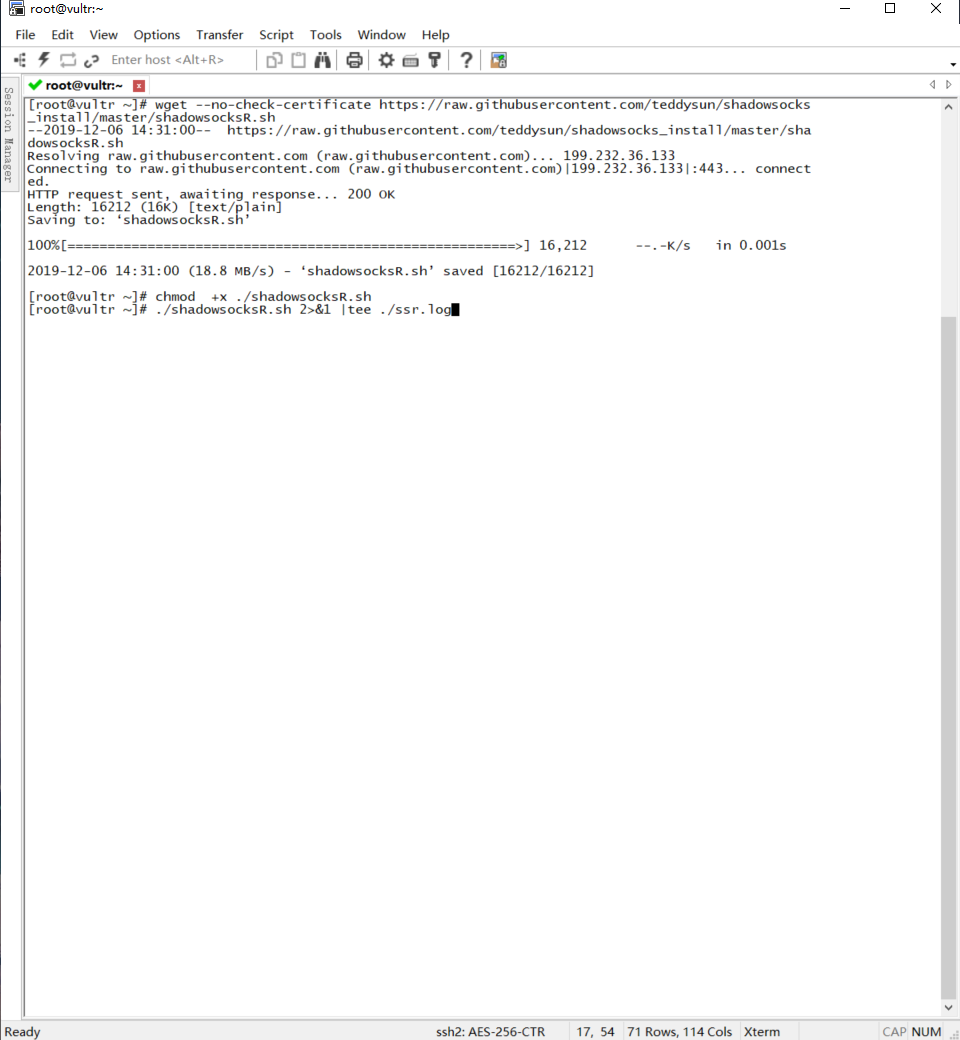 root@vultr:~
File Edit View Options Transfer Script Tools Window Help
Enter host <Alt+R>
Session Manager
root@vultr:~
[root@vultr ~]# wget --no-check-certificate https://raw.githubusercontent.com/teddysun/shadowsocks
_install/master/shadowsocksR.sh
--2019-12-06 14:31:00--  https://raw.githubusercontent.com/teddysun/shadowsocks_install/master/sha
dowsocksR.sh
Resolving raw.githubusercontent.com (raw.githubusercontent.com)... 199.232.36.133
Connecting to raw.githubusercontent.com (raw.githubusercontent.com)|199.232.36.133|:443... connect
ed.
HTTP request sent, awaiting response... 200 OK
Length: 16212 (16K) [text/plain]
Saving to: ‘shadowsocksR.sh’
100%[========================================================>] 16,212      --.-K/s   in 0.001s
2019-12-06 14:31:00 (18.8 MB/s) - ‘shadowsocksR.sh’ saved [16212/16212]
[root@vultr ~]# chmod  +x ./shadowsocksR.sh
[root@vultr ~]# ./shadowsocksR.sh 2>&1 |tee ./ssr.log
Ready ssh2: AES-256-CTR 17, 54 71 Rows, 114 Cols Xterm CAP NUM